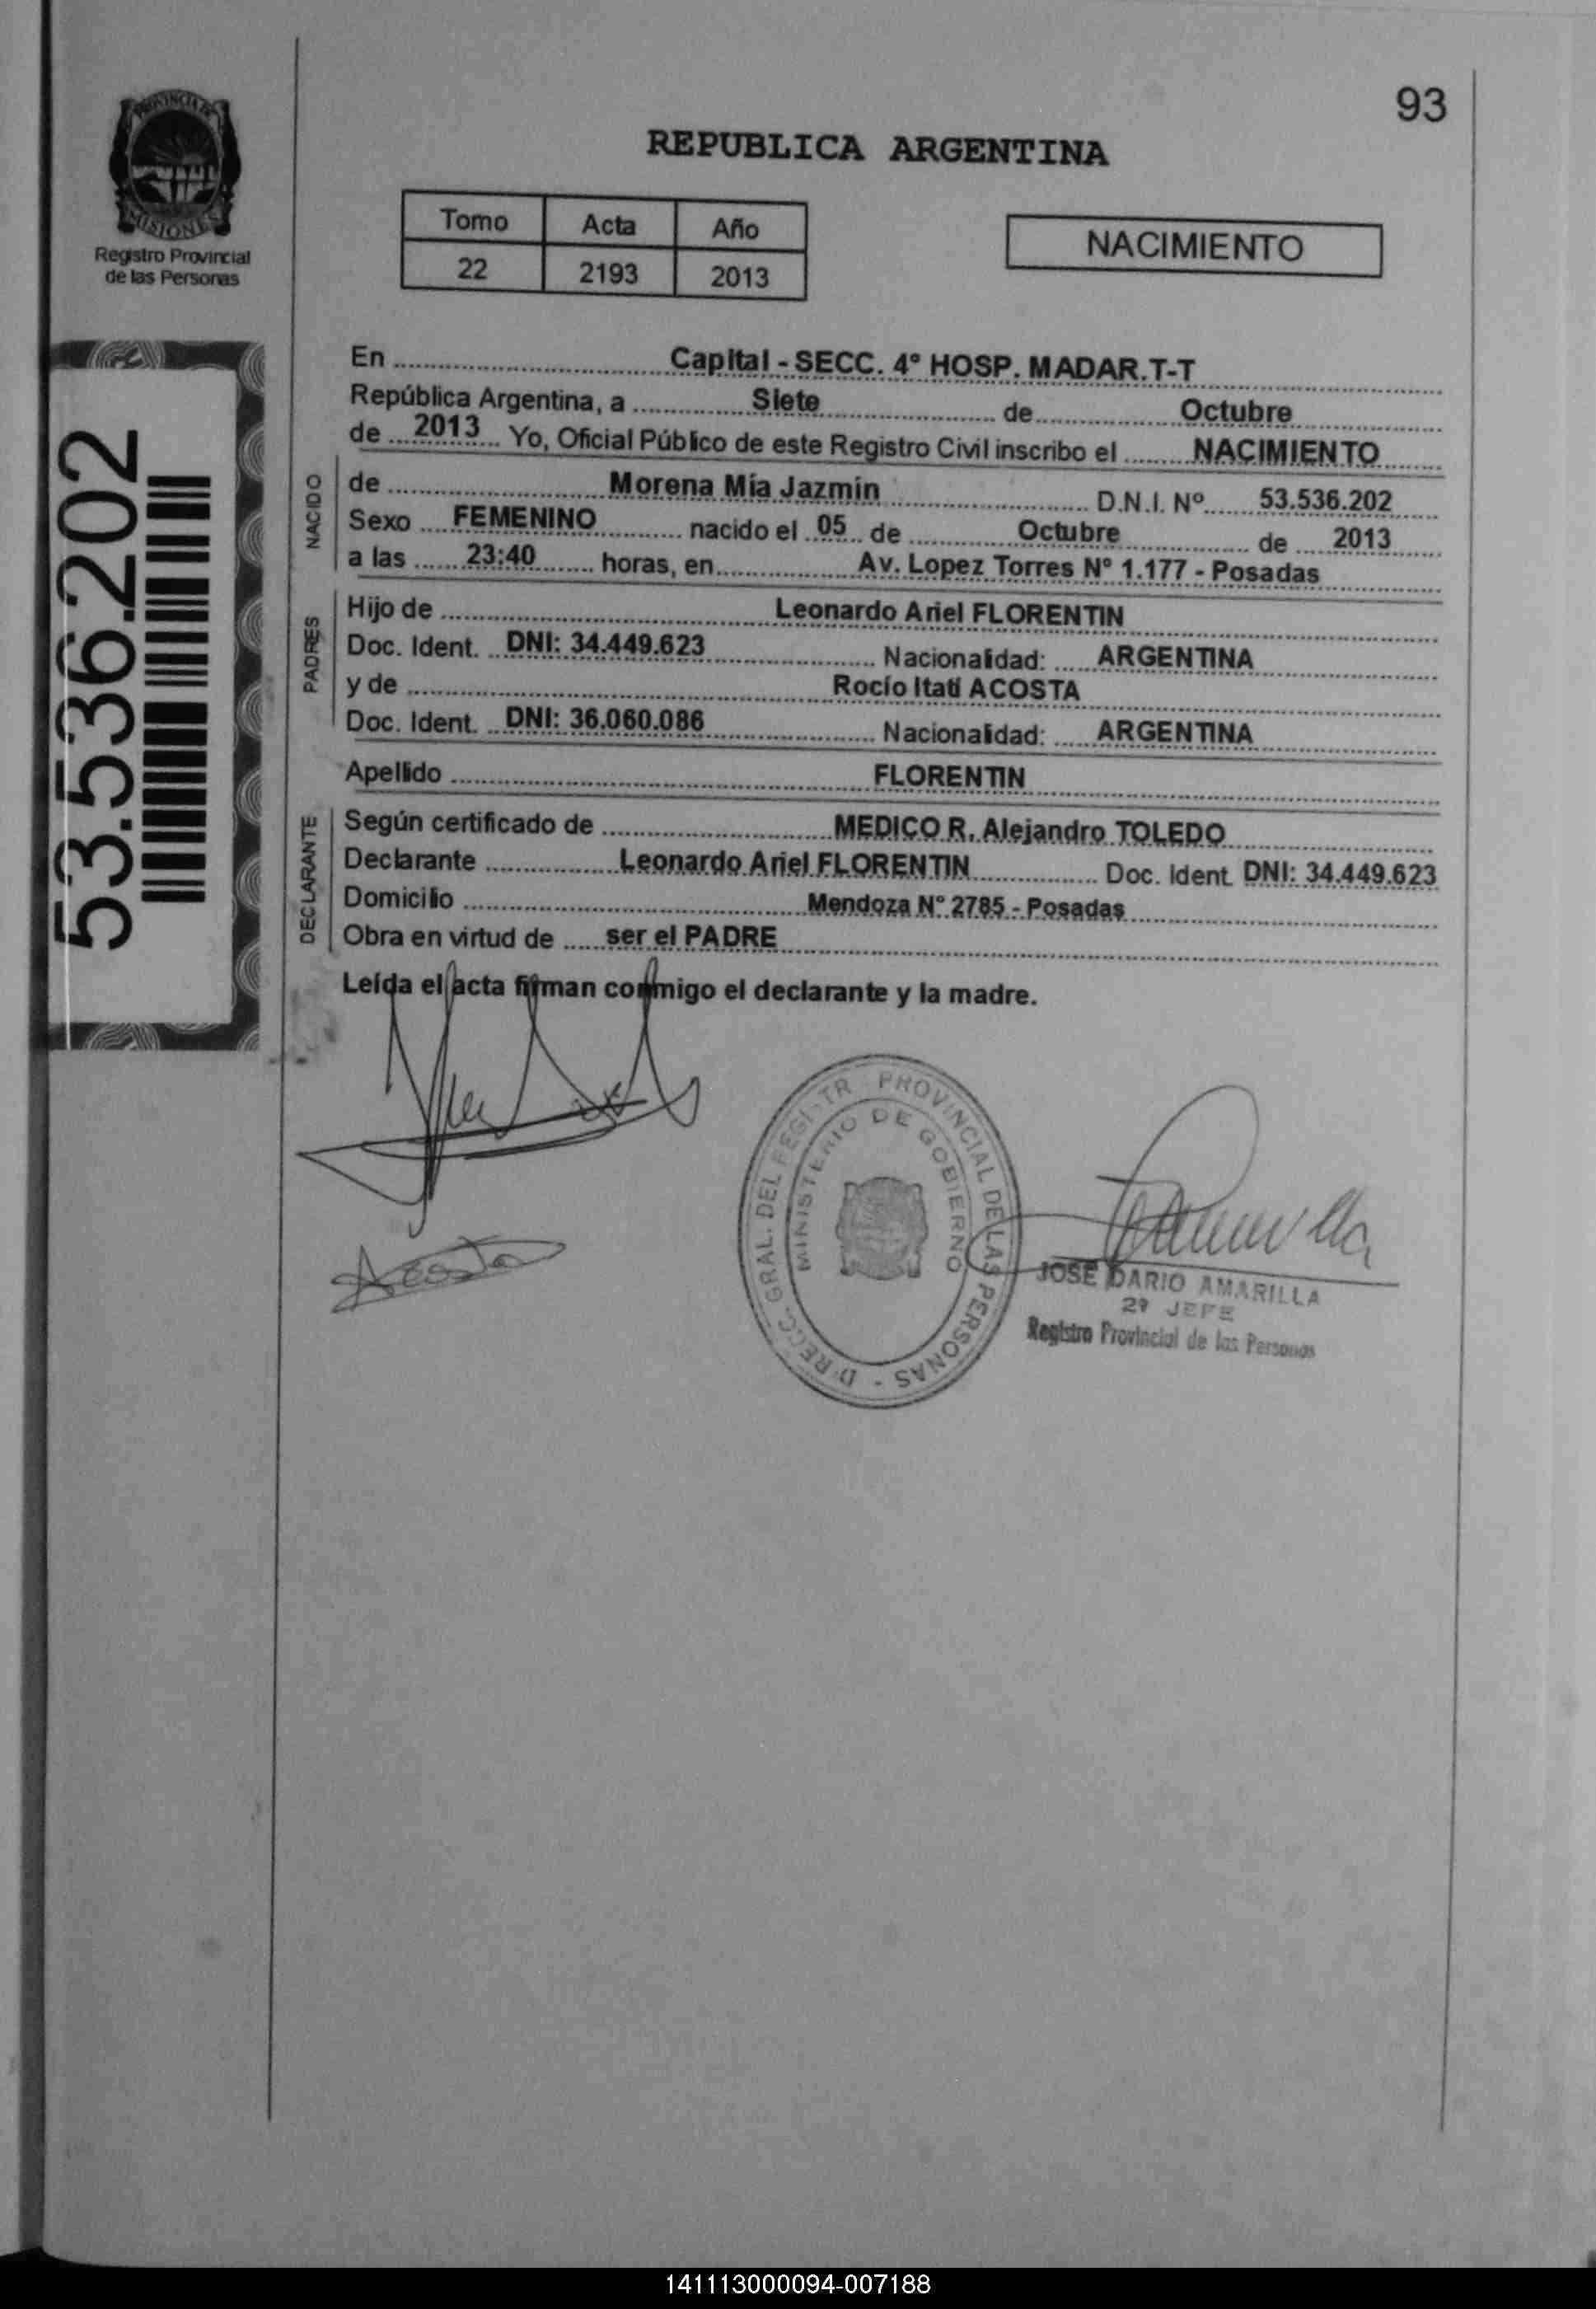 93
REPUBLICA ARGENTINA
PROVINCIA DE
MISIONES
Registro Provincial
de las Personas
Tomo Acta Año
22 2193 2013
NACIMIENTO
53.536.202
En Capital - SECC. 4° HOSP. MADAR.T-T
República Argentina, a Siete de Octubre
de 2013 Yo, Oficial Público de este Registro Civil inscribo el NACIMIENTO
NACIDO
de Morena Mía Jazmín D.N.I. Nº 53.536.202
Sexo FEMENINO nacido el 05 de Octubre de 2013
a las 23:40 horas, en Av. Lopez Torres Nº 1.177 - Posadas
PADRES
Hijo de Leonardo Ariel FLORENTIN
Doc. Ident. DNI: 34.449.623 Nacionalidad: ARGENTINA
y de Rocío Itatí ACOSTA
Doc. Ident. DNI: 36.060.086 Nacionalidad: ARGENTINA
Apellido FLORENTIN
DECLARANTE
Según certificado de MEDICO R. Alejandro TOLEDO
Declarante Leonardo Ariel FLORENTIN Doc. Ident. DNI: 34.449.623
Domicilio Mendoza N° 2785 - Posadas
Obra en virtud de ser el PADRE
Leída el acta firman conmigo el declarante y la madre.
Acosta
DIRECC. GRAL. DEL REGISTR PROVINCIAL DE LAS PERSONAS -
MINISTERIO DE GOBIERNO
JOSE DARIO AMARILLA
2º JEFE
Registro Provincial de las Personas
141113000094-007188